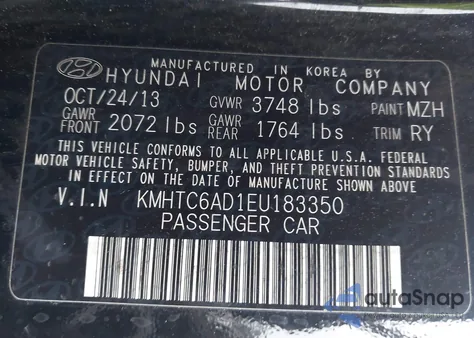 MANUFACTURED IN KOREA BY
HYUNDAI MOTOR COMPANY
OCT/24/13 GVWR 3748 lbs PAINT MZH
GAWR FRONT 2072 lbs GAWR REAR 1764 lbs TRIM RY
THIS VEHICLE CONFORMS TO ALL APPLICABLE U.S.A. FEDERAL
MOTOR VEHICLE SAFETY, BUMPER, AND THEFT PREVENTION STANDARDS
IN EFFECT ON THE DATE OF MANUFACTURE SHOWN ABOVE
V.I.N KMHTC6AD1EU183350
PASSENGER CAR
autoSnap